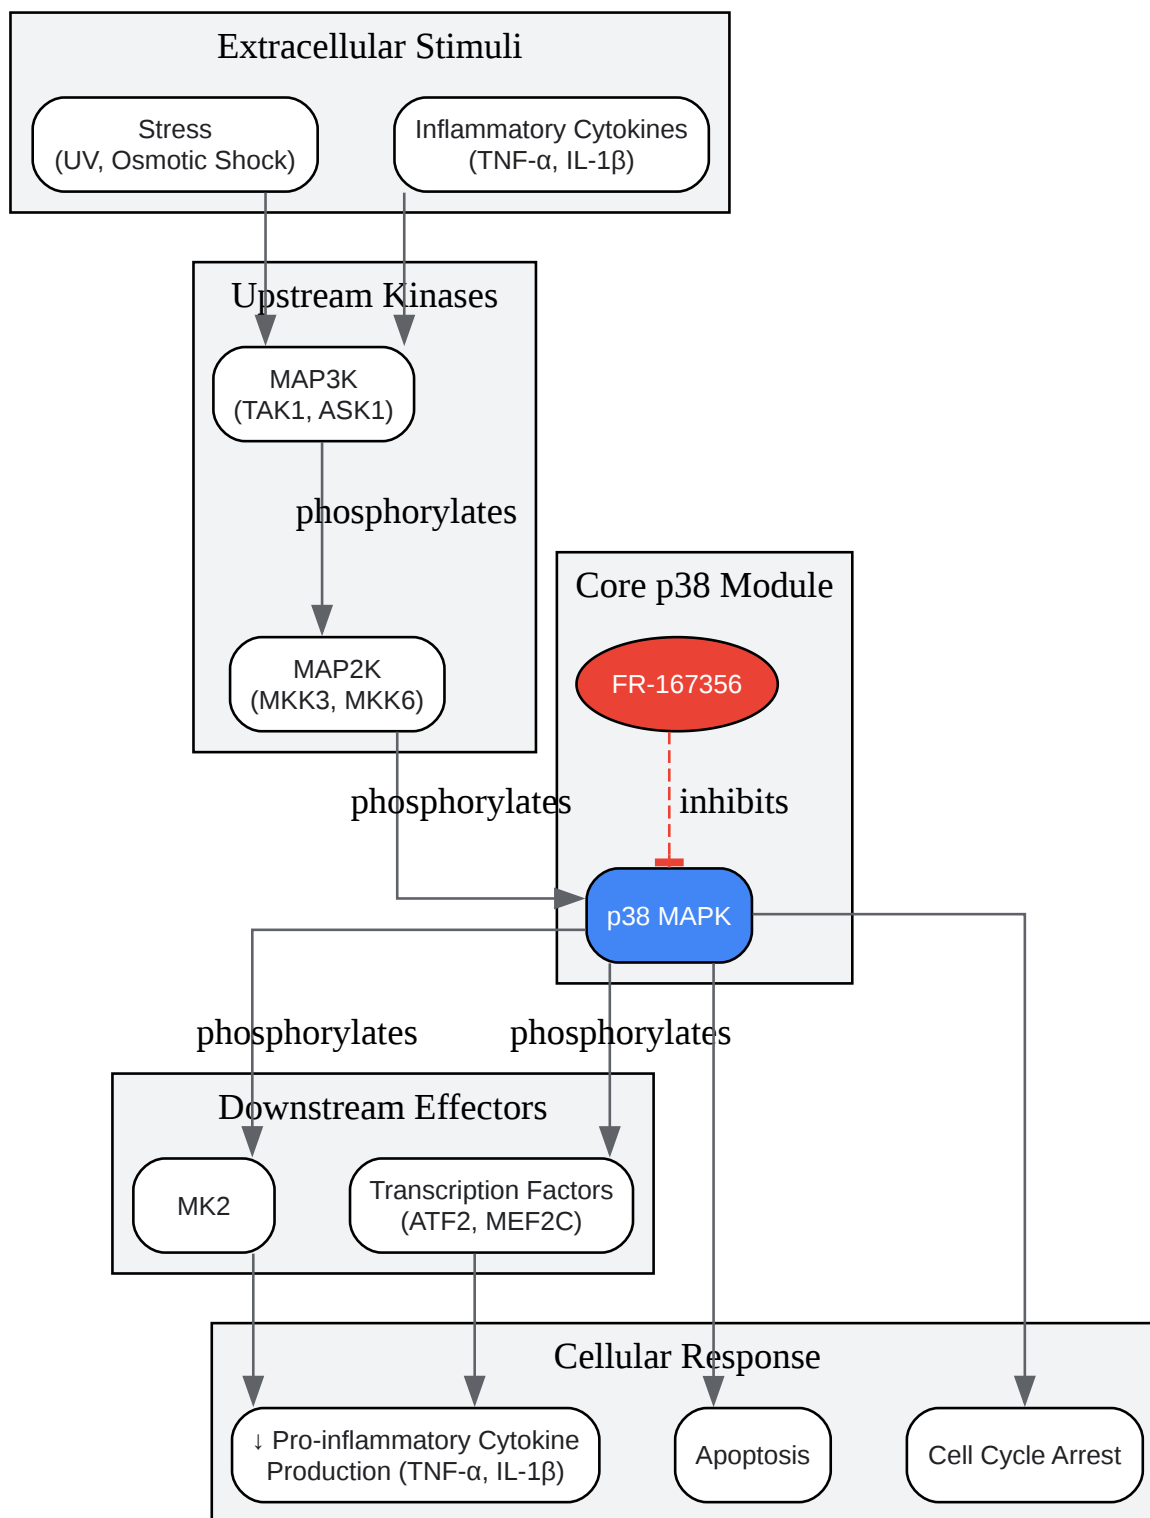 Extracellular Stimuli
Stress
(UV, Osmotic Shock)
Inflammatory Cytokines
(TNF-α, IL-1β)
Upstream Kinases
MAP3K
(TAK1, ASK1)
phosphorylates
MAP2K
(MKK3, MKK6)
phosphorylates
Core p38 Module
FR-167356
inhibits
p38 MAPK
phosphorylates
phosphorylates
Downstream Effectors
MK2
Transcription Factors
(ATF2, MEF2C)
Cellular Response
↓ Pro-inflammatory Cytokine
Production (TNF-α, IL-1β)
Apoptosis
Cell Cycle Arrest